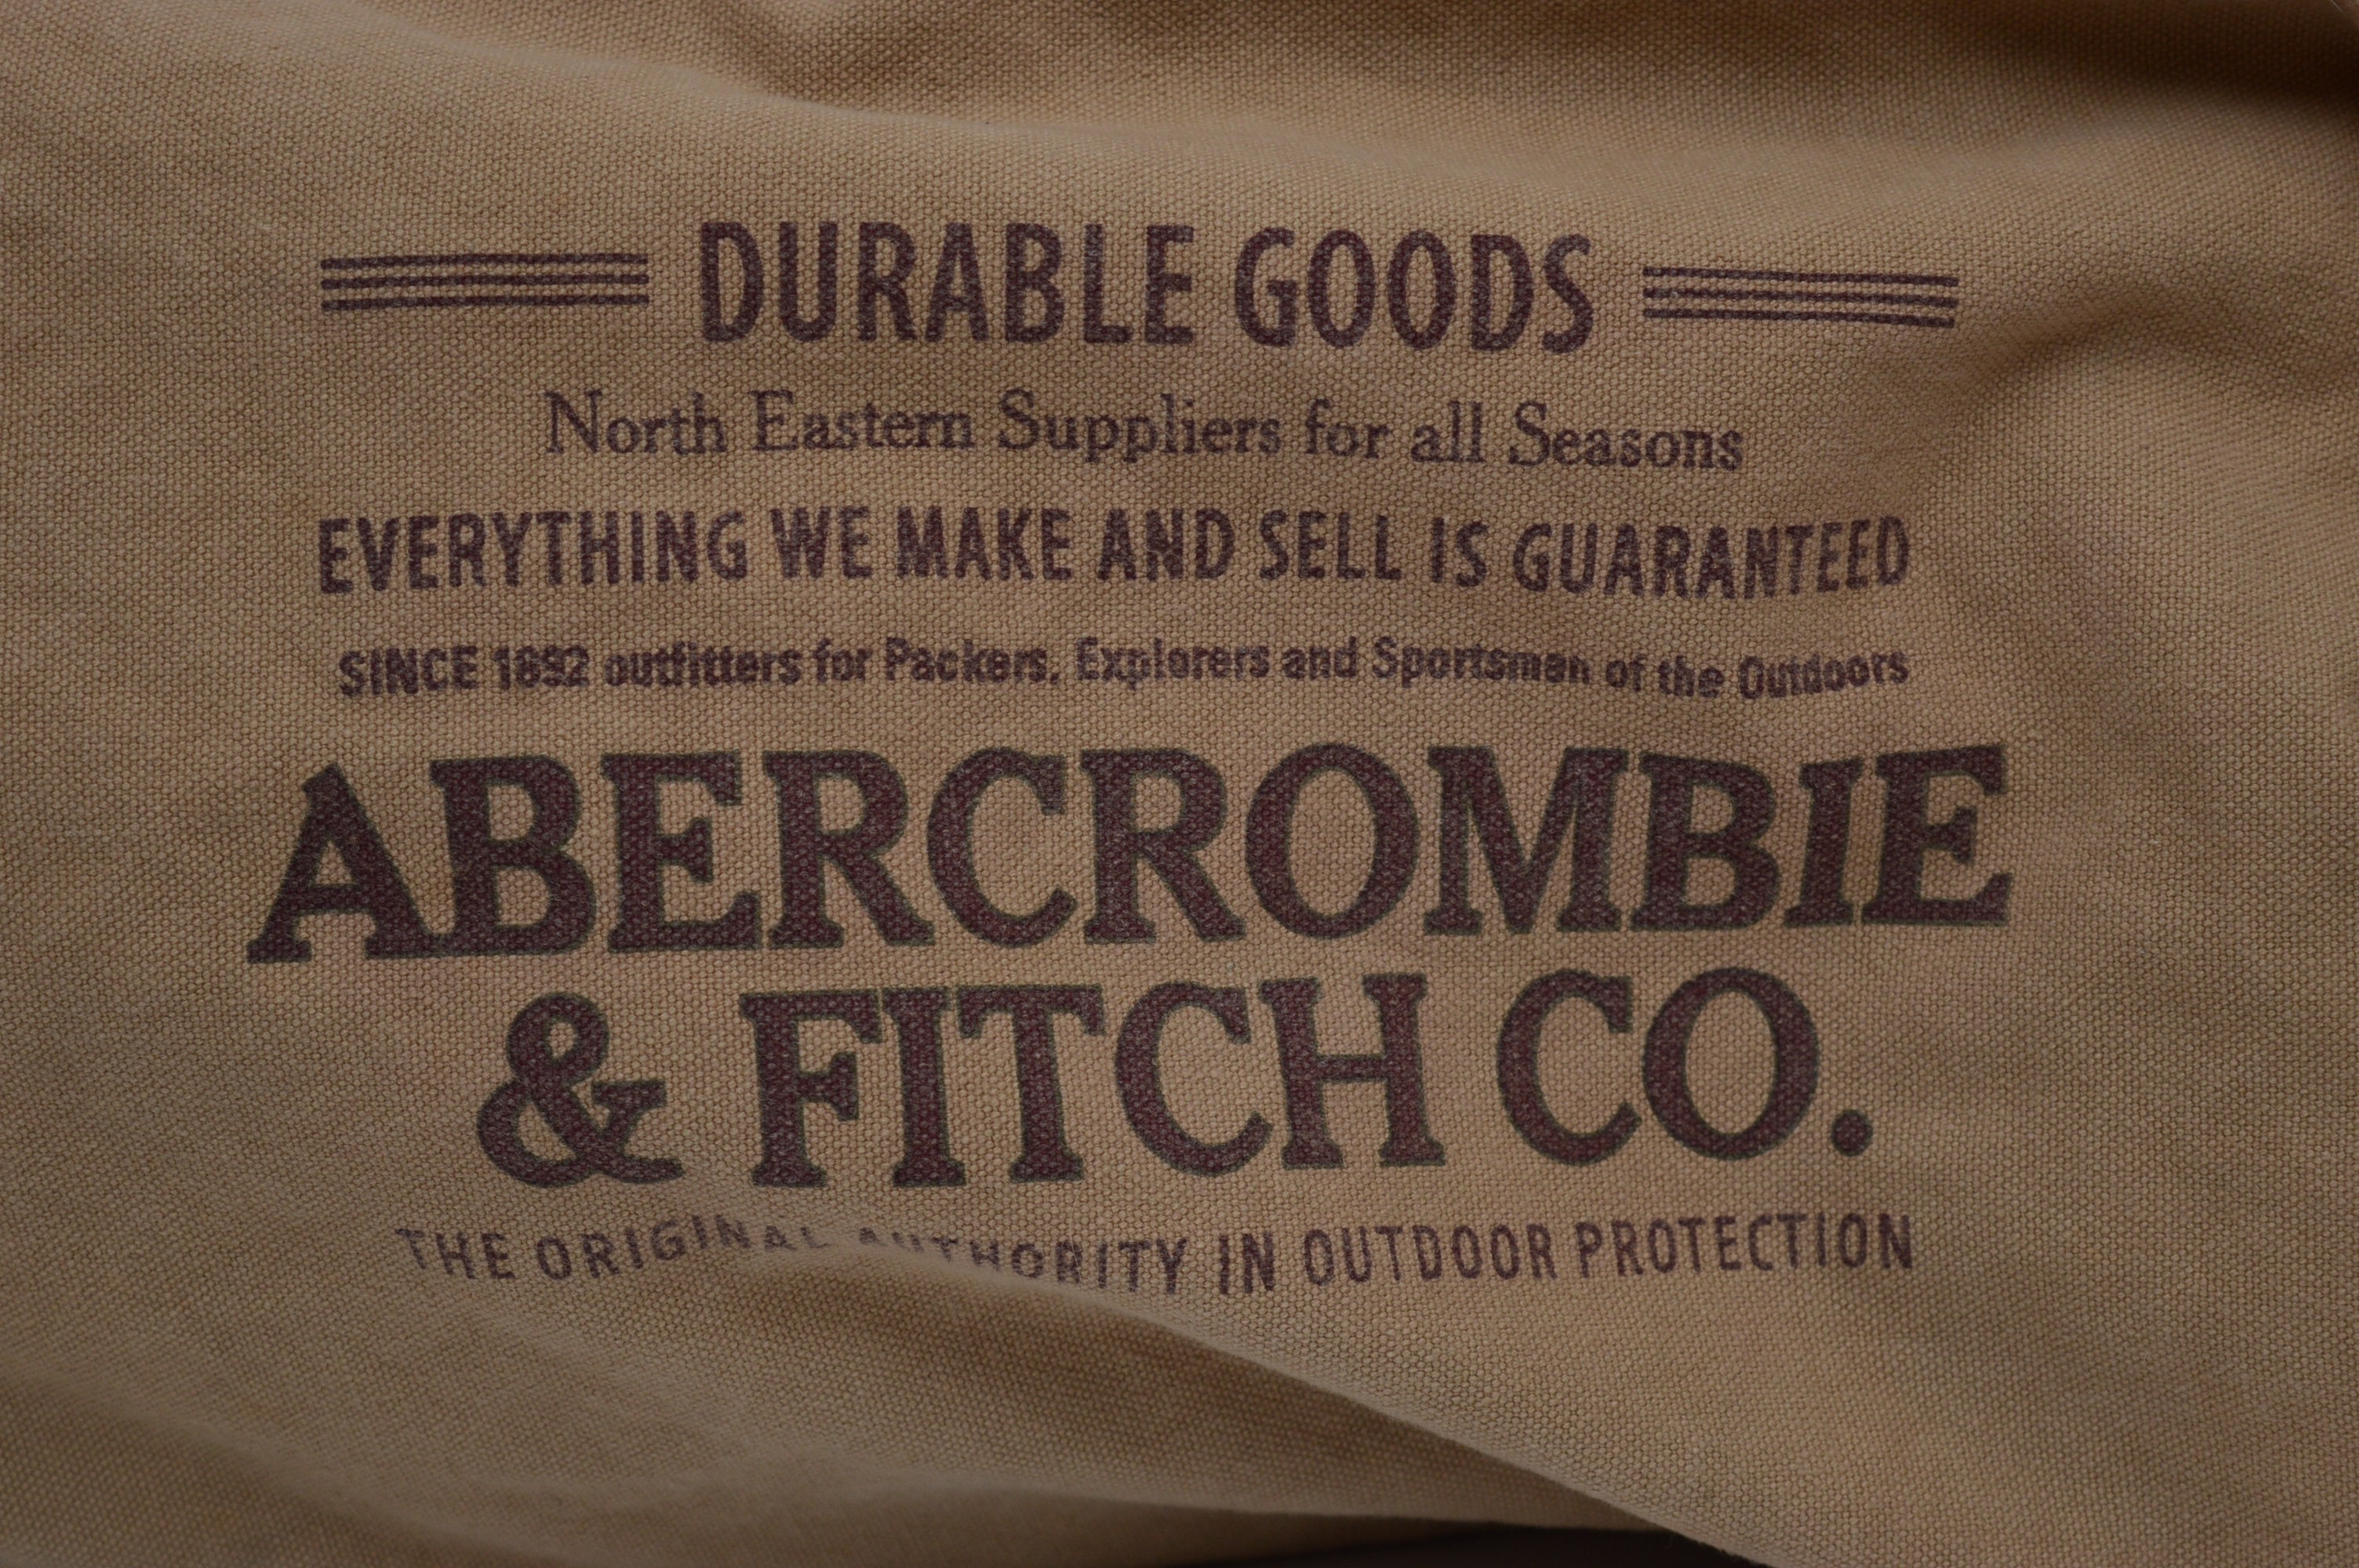 DURABLE GOODS
North Eastern Suppliers for all Seasons
EVERYTHING WE MAKE AND SELL IS GUARANTEED
SINCE 1892 outfitters for Packers, Explorers and Sportsmen of the Outdoors
ABERCROMBIE
& FITCH CO.
THE ORIGINAL AUTHORITY IN OUTDOOR PROTECTION